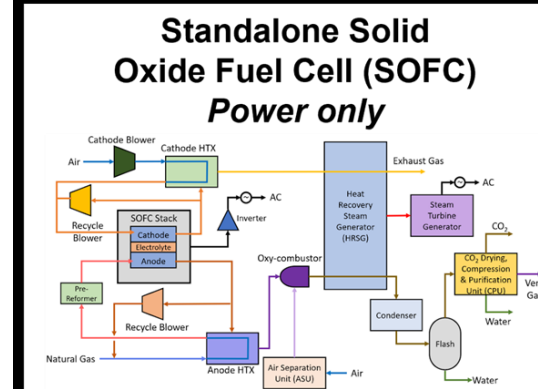 Standalone Solid
Oxide Fuel Cell (SOFC)
Power only
Cathode Blower
Cathode HTX
Air
Exhaust Gas
Recycle
Blower
SOFC Stack
Cathode
Electrolyte
Anode
AC
Inverter
Heat
Recovery
Steam
Generator
(HRSG)
Steam
Turbine
Generator
AC
CO2
CO2 Drying,
Compression
& Purification
Unit (CPU)
Water
Pre-
Reformer
Recycle Blower
Oxy-combustor
Condenser
Flash
Natural Gas
Anode HTX
Air Separation
Unit (ASU)
Air
Water